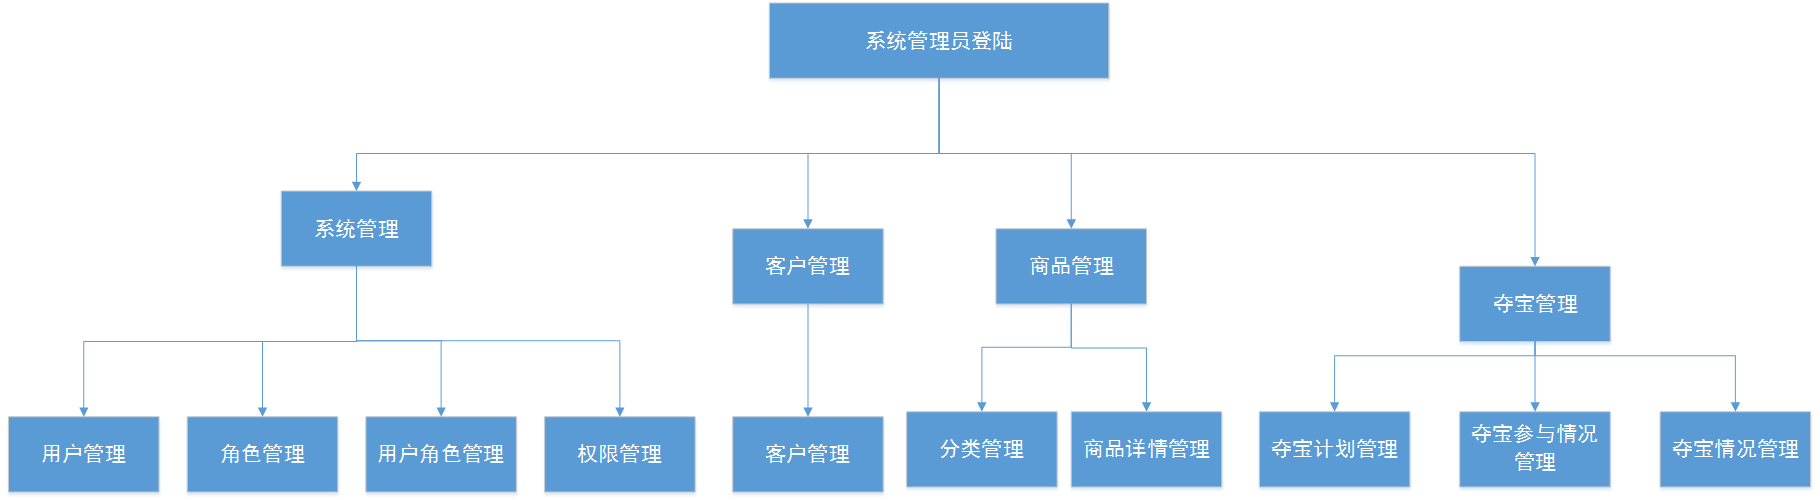 系统管理员登陆
系统管理
客户管理
商品管理
夺宝管理
用户管理
角色管理
用户角色管理
权限管理
客户管理
分类管理
商品详情管理
夺宝计划管理
夺宝参与情况
管理
夺宝情况管理